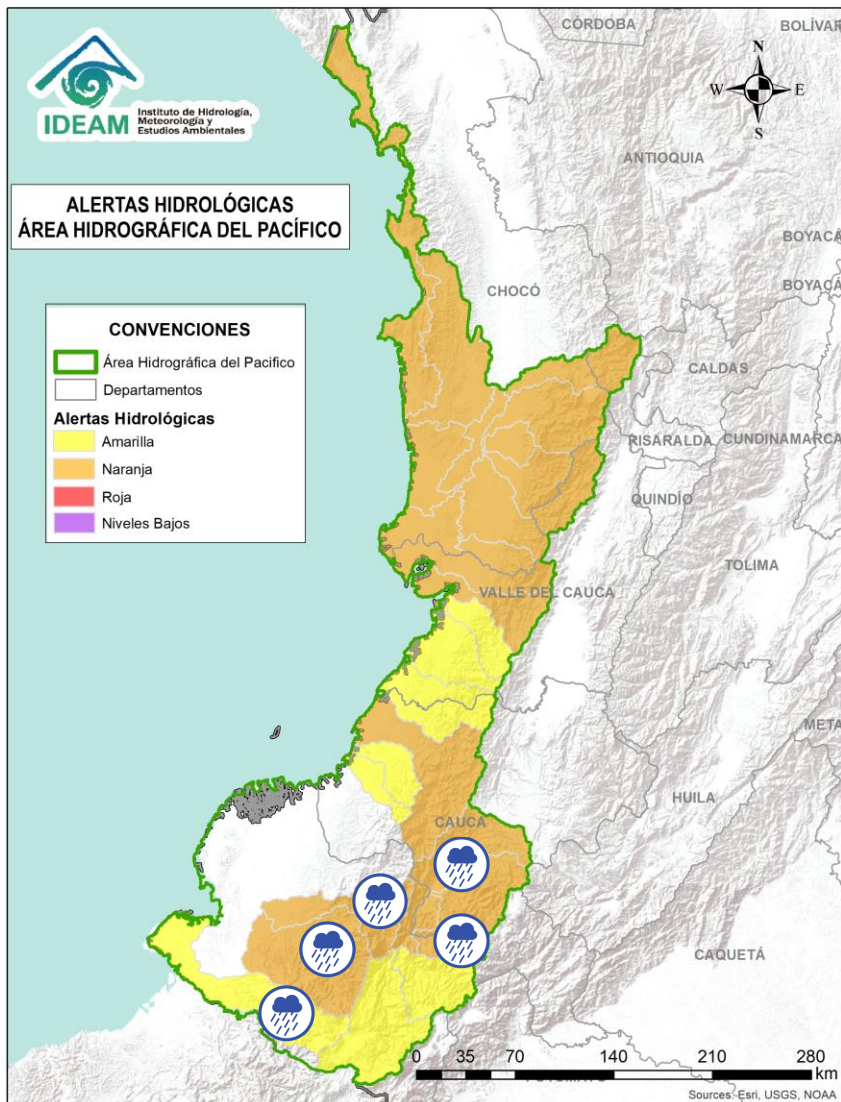 CÓRDOBA
BOLÍVAR
IDEAM
Instituto de Hidrología,
Meteorología y
Estudios Ambientales
N
W
E
S
ANTIOQUIA
ALERTAS HIDROLÓGICAS
ÁREA HIDROGRÁFICA DEL PACÍFICO
BOYACÁ
BOYACÁ
CHOCÓ
CONVENCIONES
Área Hidrográfica del Pacifico
Departamentos
Alertas Hidrológicas
Amarilla
Naranja
Roja
Niveles Bajos
CALDAS
RISARALDA
CUNDINAMARCA
QUINDÍO
TOLIMA
VALLE DEL CAUCA
META
HUILA
CAUCA
CAQUETÁ
0 35 70 140 210 280
km
Sources: Esri, USGS, NOAA